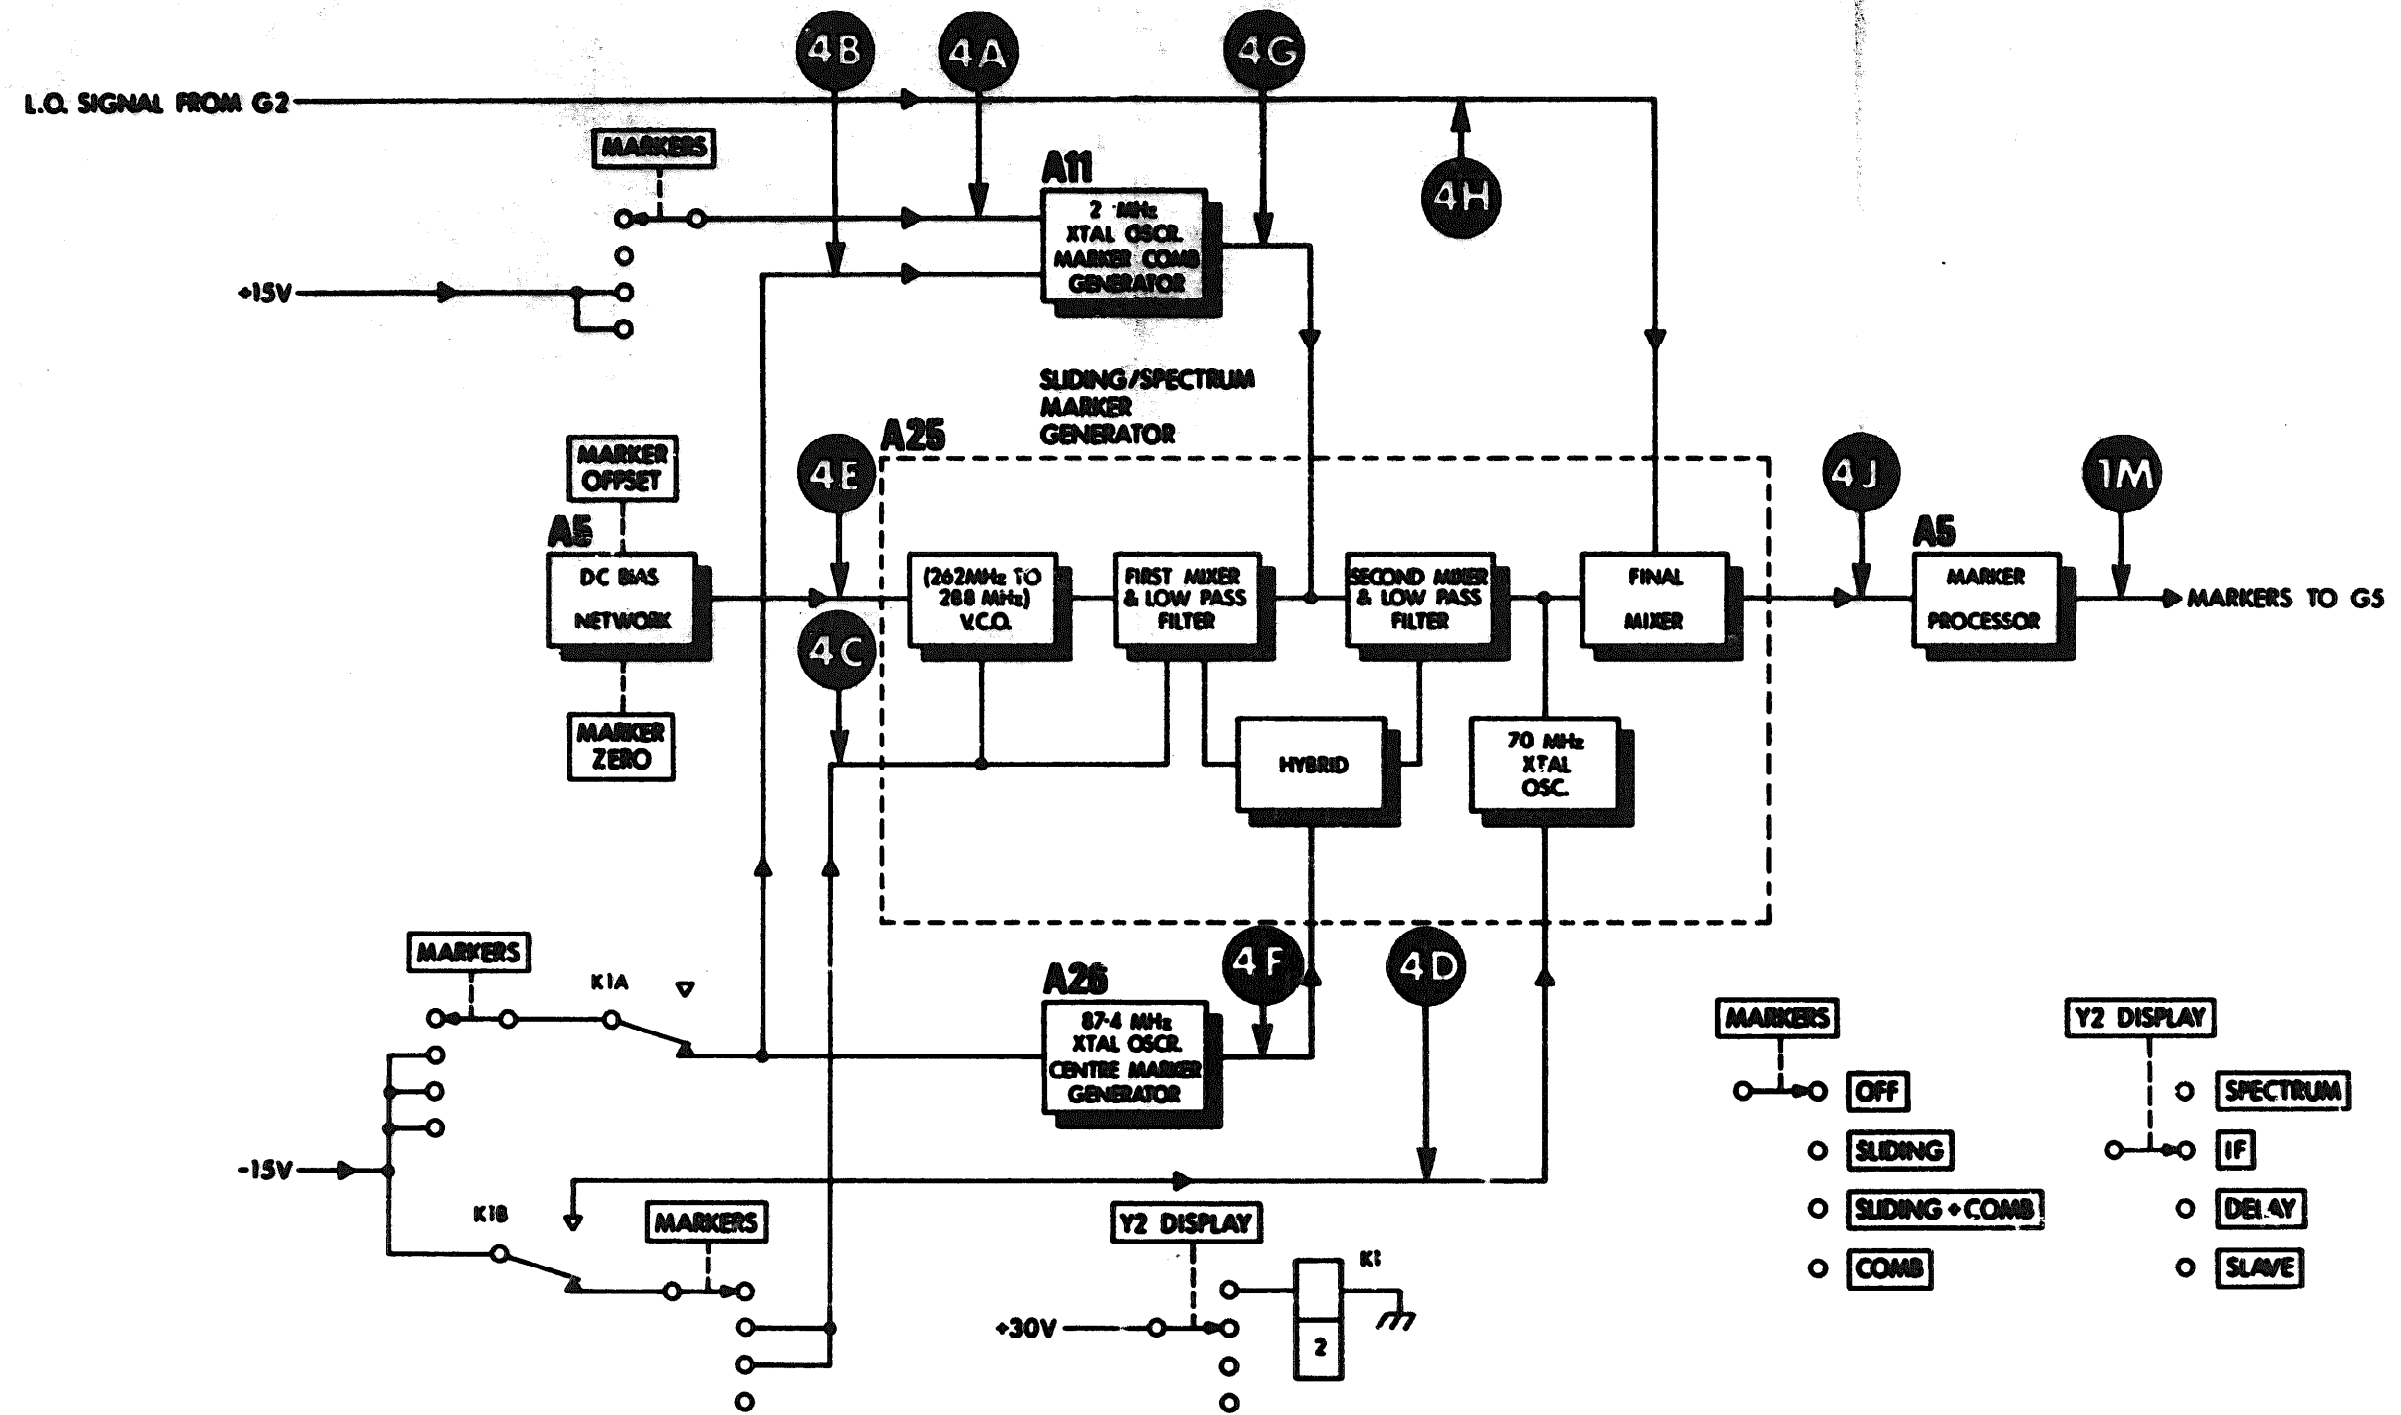 4B
4A
4G
L.O. SIGNAL FROM G2
MARKERS
A11
4H
2 MHz
XTAL OSCR.
MARKER COMB
GENERATOR
+15V
SLIDING/SPECTRUM
MARKER
GENERATOR
A25
MARKER
OFFSET
4E
4J
1M
A5
DC BIAS
NETWORK
(262MHz TO
288 MHz)
V.C.O.
FIRST MIXER
& LOW PASS
FILTER
SECOND MIXER
& LOW PASS
FILTER
FINAL
MIXER
A5
MARKER
PROCESSOR
MARKERS TO G5
4C
MARKER
ZERO
HYBRID
70 MHz
XTAL
OSC.
MARKERS
K1A
A26
4F
4D
87·4 MHz
XTAL OSCR.
CENTRE MARKER
GENERATOR
MARKERS
Y2 DISPLAY
OFF
SPECTRUM
SLIDING
IF
SLIDING + COMB
DELAY
COMB
SLAVE
-15V
K1B
MARKERS
Y2 DISPLAY
K1
+30V
2